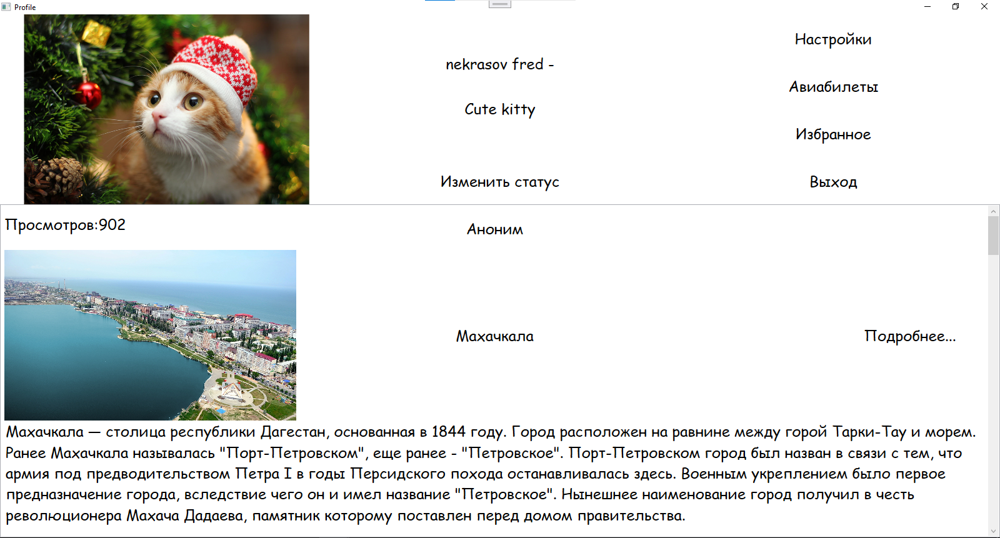 Profile
nekrasov fred -
Cute kitty
Изменить статус
Настройки
Авиабилеты
Избранное
Выход
Просмотров:902
Аноним
Махачкала
Подробнее...
Махачкала — столица республики Дагестан, основанная в 1844 году. Город расположен на равнине между горой Тарки-Тау и морем.
Ранее Махачкала называлась "Порт-Петровском", еще ранее - "Петровское". Порт-Петровском город был назван в связи с тем, что
армия под предводительством Петра I в годы Персидского похода останавливалась здесь. Военным укреплением было первое
предназначение города, вследствие чего он и имел название "Петровское". Нынешнее наименование город получил в честь
революционера Махача Дадаева, памятник которому поставлен перед домом правительства.